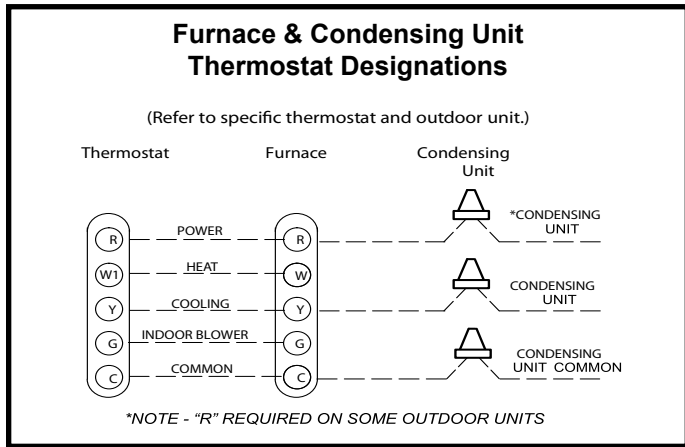 Furnace & Condensing Unit
Thermostat Designations
(Refer to specific thermostat and outdoor unit.)
Thermostat
Furnace
Condensing
Unit
R
POWER
R
*CONDENSING
UNIT
W1
HEAT
W
Y
COOLING
Y
CONDENSING
UNIT
G
INDOOR BLOWER
G
C
COMMON
C
CONDENSING
UNIT COMMON
*NOTE - “R” REQUIRED ON SOME OUTDOOR UNITS